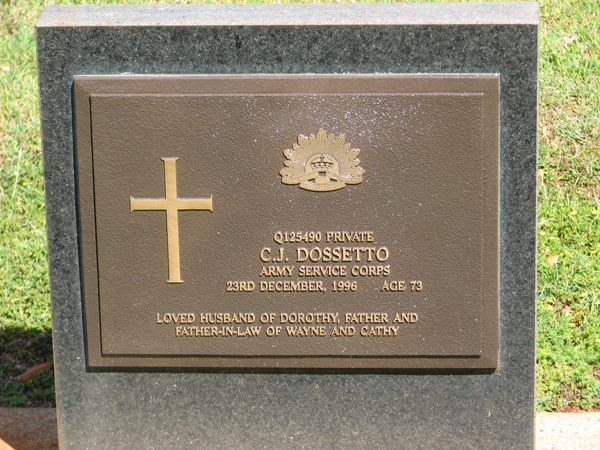 Q125490 PRIVATE
C.J. DOSSETTO
ARMY SERVICE CORPS
23RD DECEMBER, 1996 AGE 73
LOVED HUSBAND OF DOROTHY, FATHER AND
FATHER-IN-LAW OF WAYNE AND CATHY